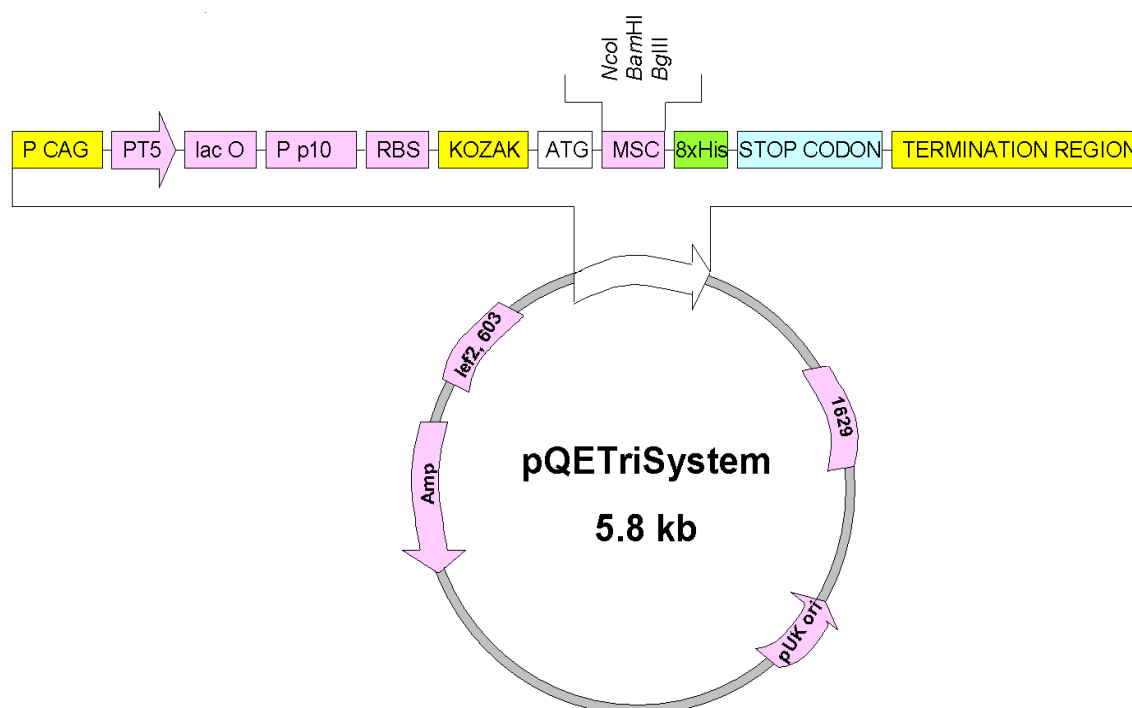 NcoI
BamHI
BglII
P CAG
PT5
lac O
P p10
RBS
KOZAK
ATG
MSC
8xHis
STOP CODON
TERMINATION REGION
lef2, 603
1629
Amp
pQETriSystem
5.8 kb
pUK ori